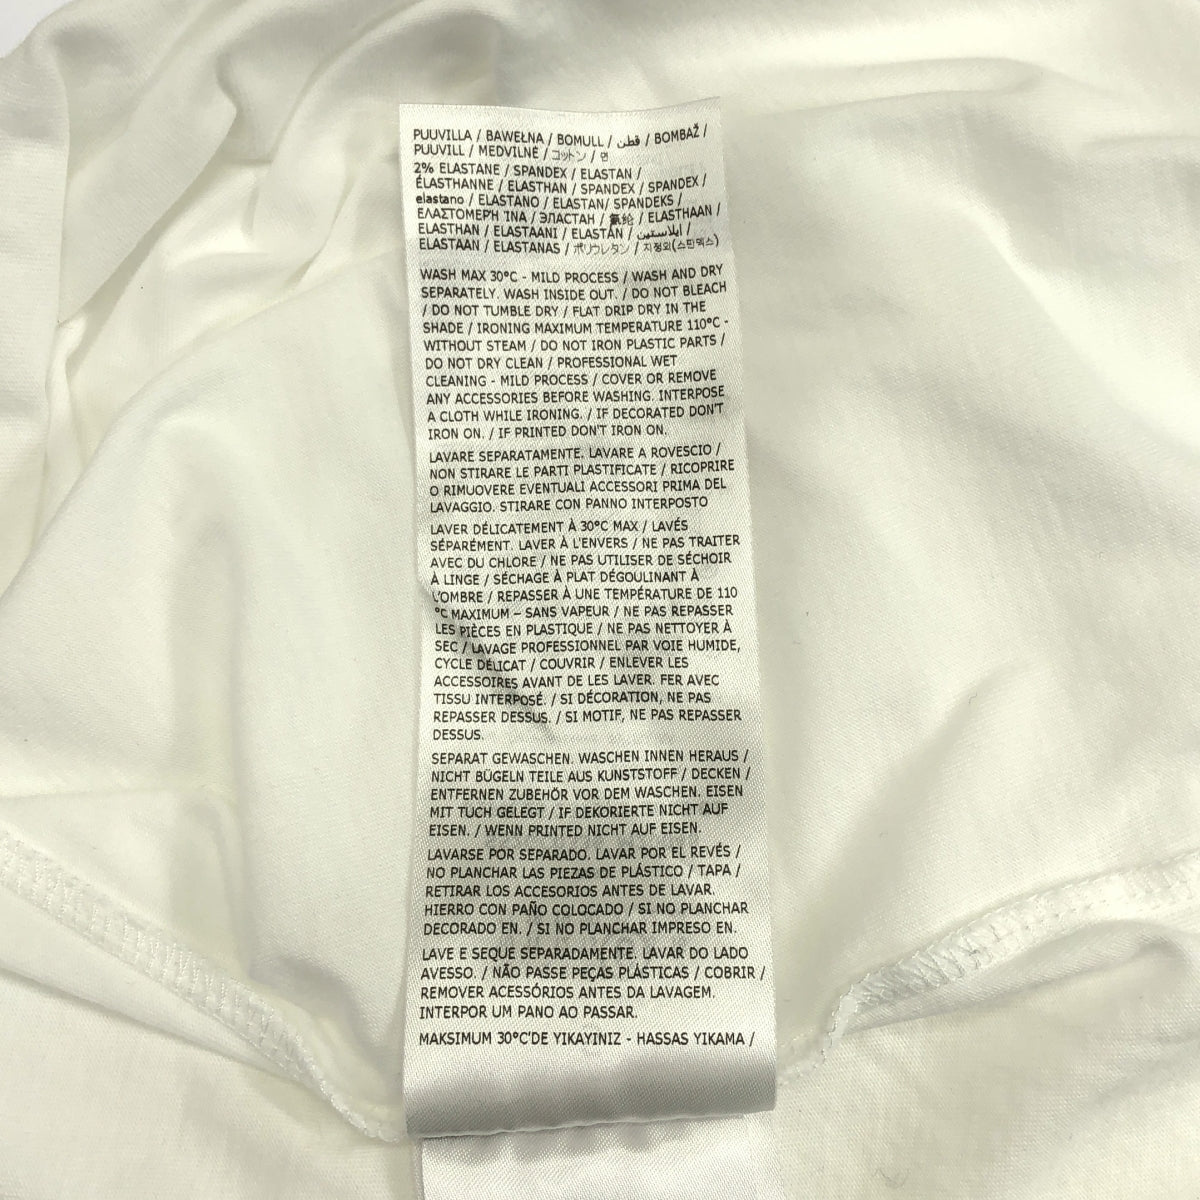 PUUVILLA / BAWEŁNA / BOMULL / قطن / BOMBAŽ /
PUUVILL / MEDVILNĖ / コットン / 면
2% ELASTANE / SPANDEX / ELASTAN /
ÉLASTHANNE / ELASTHAN / SPANDEX / SPANDEX /
elastano / ELASTANO / ELASTAN/ SPANDEKS /
ΕΛΑΣΤΟΜΕΡΉ ΊΝΑ / ЭЛАСТАН / 氨纶 / ELASTHAAN /
ELASTHAN / ELASTAANI / ELASTĀN / ايلاستين /
ELASTAAN / ELASTANAS / ポリウレタン / 지정외(스판덱스)
WASH MAX 30°C - MILD PROCESS / WASH AND DRY
SEPARATELY. WASH INSIDE OUT. / DO NOT BLEACH
/ DO NOT TUMBLE DRY / FLAT DRIP DRY IN THE
SHADE / IRONING MAXIMUM TEMPERATURE 110°C -
WITHOUT STEAM / DO NOT IRON PLASTIC PARTS /
DO NOT DRY CLEAN / PROFESSIONAL WET
CLEANING - MILD PROCESS / COVER OR REMOVE
ANY ACCESSORIES BEFORE WASHING. INTERPOSE
A CLOTH WHILE IRONING. / IF DECORATED DON'T
IRON ON. / IF PRINTED DON'T IRON ON.
LAVARE SEPARATAMENTE. LAVARE A ROVESCIO /
NON STIRARE LE PARTI PLASTIFICATE / RICOPRIRE
O RIMUOVERE EVENTUALI ACCESSORI PRIMA DEL
LAVAGGIO. STIRARE CON PANNO INTERPOSTO
LAVER DÉLICATEMENT À 30°C MAX / LAVÉS
SÉPARÉMENT. LAVER À L'ENVERS / NE PAS TRAITER
AVEC DU CHLORE / NE PAS UTILISER DE SÉCHOIR
À LINGE / SÉCHAGE À PLAT DÉGOULINANT À
L'OMBRE / REPASSER À UNE TEMPÉRATURE DE 110
°C MAXIMUM – SANS VAPEUR / NE PAS REPASSER
LES PIÈCES EN PLASTIQUE / NE PAS NETTOYER À
SEC / LAVAGE PROFESSIONNEL PAR VOIE HUMIDE,
CYCLE DÉLICAT / COUVRIR / ENLEVER LES
ACCESSOIRES AVANT DE LES LAVER. FER AVEC
TISSU INTERPOSÉ. / SI DÉCORATION, NE PAS
REPASSER DESSUS. / SI MOTIF, NE PAS REPASSER
DESSUS.
SEPARAT GEWASCHEN. WASCHEN INNEN HERAUS /
NICHT BÜGELN TEILE AUS KUNSTSTOFF / DECKEN /
ENTFERNEN ZUBEHÖR VOR DEM WASCHEN. EISEN
MIT TUCH GELEGT / IF DEKORIERTE NICHT AUF
EISEN. / WENN PRINTED NICHT AUF EISEN.
LAVARSE POR SEPARADO. LAVAR POR EL REVÉS /
NO PLANCHAR LAS PIEZAS DE PLÁSTICO / TAPA /
RETIRAR LOS ACCESORIOS ANTES DE LAVAR.
HIERRO CON PAÑO COLOCADO / SI NO PLANCHAR
DECORADO EN. / SI NO PLANCHAR IMPRESO EN.
LAVE E SEQUE SEPARADAMENTE. LAVAR DO LADO
AVESSO. / NÃO PASSE PEÇAS PLÁSTICAS / COBRIR /
REMOVER ACESSÓRIOS ANTES DA LAVAGEM.
INTERPOR UM PANO AO PASSAR.
MAKSIMUM 30°C'DE YIKAYINIZ - HASSAS YIKAMA /